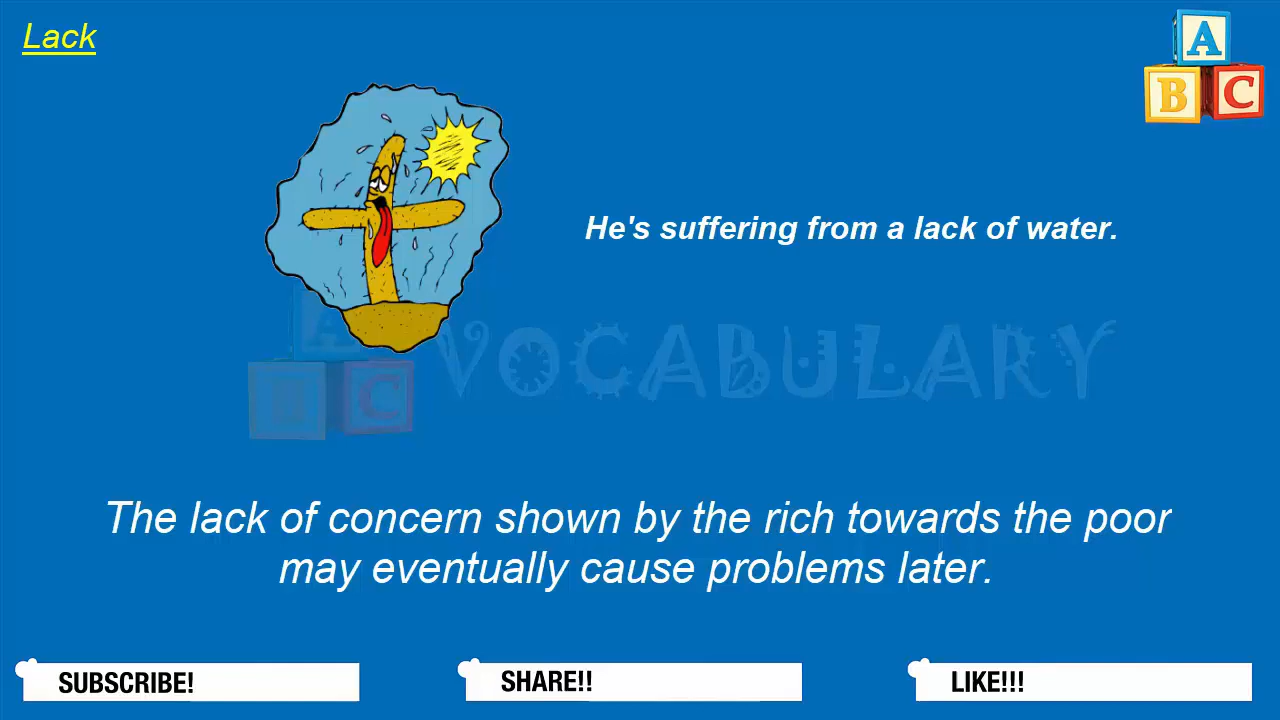 Lack
A
B C
He's suffering from a lack of water.
A
B C
VOCABULARY
The lack of concern shown by the rich towards the poor
may eventually cause problems later.
SUBSCRIBE!
SHARE!!
LIKE!!!